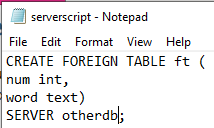 serverscript - Notepad
File Edit Format View Help
CREATE FOREIGN TABLE ft (
num int,
word text)
SERVER otherdb;